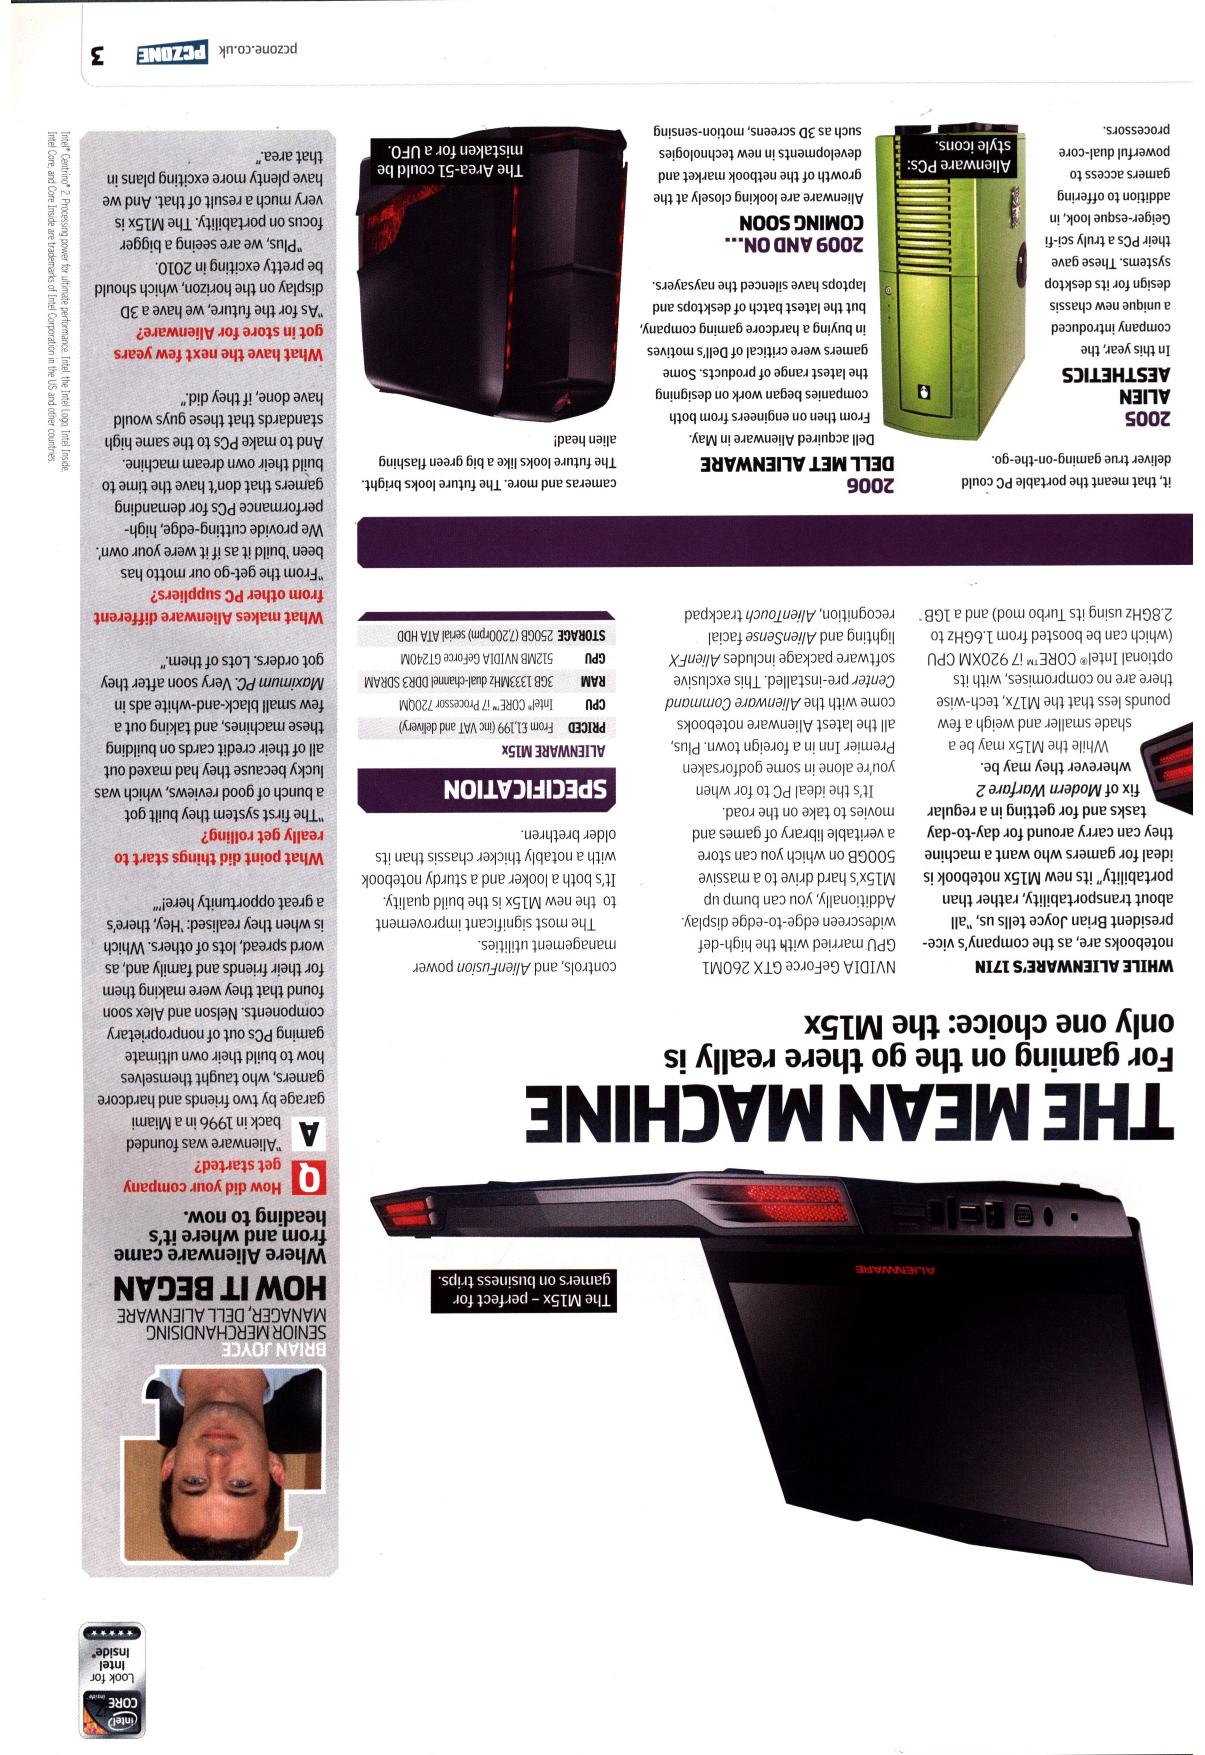 intel
CORE i7
inside™
Look for
Intel
Inside®
The M15x – perfect for
gamers on business trips.
ALIENWARE
THE MEAN MACHINE
For gaming on the go there really is
only one choice: the M15x
WHILE ALIENWARE'S 17IN
notebooks are, as the company's vice-
president Brian Joyce tells us, "all
about transportability, rather than
portability" its new M15x notebook is
ideal for gamers who want a machine
they can carry around for day-to-day
tasks and for getting in a regular
fix of Modern Warfare 2
wherever they may be.
While the M15x may be a
shade smaller and weigh a few
pounds less that the M17x, tech-wise
there are no compromises, with its
optional Intel® CORE™ i7 920XM CPU
(which can be boosted from 1.6GHz to
2.8GHz using its Turbo mod) and a 1GB
NVIDIA GeForce GTX 260M1
GPU married with the high-def
widescreen edge-to-edge display.
Additionally, you can bump up
M15x's hard drive to a massive
500GB on which you can store
a veritable library of games and
movies to take on the road.
It's the ideal PC to for when
you're alone in some godforsaken
Premier Inn in a foreign town. Plus,
all the latest Alienware notebooks
come with the Alienware Command
Center pre-installed. This exclusive
software package includes AlienFX
lighting and AlienSense facial
recognition, AlienTouch trackpad
controls, and AlienFusion power
management utilities.
The most significant improvement
to the new M15x is the build quality.
It's both a looker and a sturdy notebook
with a notably thicker chassis than its
older brethren.
SPECIFICATION
ALIENWARE M15x
PRICED From £1,199 (inc VAT and delivery)
CPU Intel® CORE™ i7 Processor 720QM
RAM 3GB 1333MHz dual-channel DDR3 SDRAM
GPU 512MB NVIDIA GeForce GT240M
STORAGE 250GB (7,200rpm) serial ATA HDD
it, that meant the portable PC could
deliver true gaming-on-the-go.
2005
ALIEN
AESTHETICS
In this year, the
company introduced
a unique new chassis
design for its desktop
systems. These gave
their PCs a truly sci-fi
Geiger-esque look, in
addition to offering
gamers access to
powerful dual-core
processors.
Alienware PCs:
style icons.
2006
DELL MET ALIENWARE
Dell acquired Alienware in May.
From then on engineers from both
companies began work on designing
the latest range of products. Some
gamers were critical of Dell's motives
in buying a hardcore gaming company,
but the latest batch of desktops and
laptops have silenced the naysayers.
2009 AND ON...
COMING SOON
Alienware are looking closely at the
growth of the netbook market and
developments in new technologies
such as 3D screens, motion-sensing
cameras and more. The future looks bright.
The future looks like a big green flashing
alien head!
The Area-51 could be
mistaken for a UFO.
BRIAN JOYCE
SENIOR MERCHANDISING
MANAGER, DELL ALIENWARE
HOW IT BEGAN
Where Alienware came
from and where it's
heading to now.
Q How did your company
get started?
A "Alienware was founded
back in 1996 in a Miami
garage by two friends and hardcore
gamers, who taught themselves
how to build their own ultimate
gaming PCs out of nonproprietary
components. Nelson and Alex soon
found that they were making them
for their friends and family and, as
word spread, lots of others. Which
is when they realised: 'Hey, there's
a great opportunity here!'"
What point did things start to
really get rolling?
"The first system they built got
a bunch of good reviews, which was
lucky because they had maxed out
all of their credit cards on building
these machines, and taking out a
few small black-and-white ads in
Maximum PC. Very soon after they
got orders. Lots of them."
What makes Alienware different
from other PC suppliers?
"From the get-go our motto has
been 'build it as if it were your own'.
We provide cutting-edge, high-
performance PCs for demanding
gamers that don't have the time to
build their own dream machine.
And to make PCs to the same high
standards that these guys would
have done, if they did."
What have the next few years
got in store for Alienware?
"As for the future, we have a 3D
display on the horizon, which should
be pretty exciting in 2010.
"Plus, we are seeing a bigger
focus on portability. The M15x is
very much a result of that. And we
have plenty more exciting plans in
that area."
Intel® Centrino® 2. Processing power for ultimate performance. Intel, the Intel Logo, Intel Inside,
Intel Core, and Core Inside are trademarks of Intel Corporation in the US and other countries.
pczone.co.uk PCZONE 3